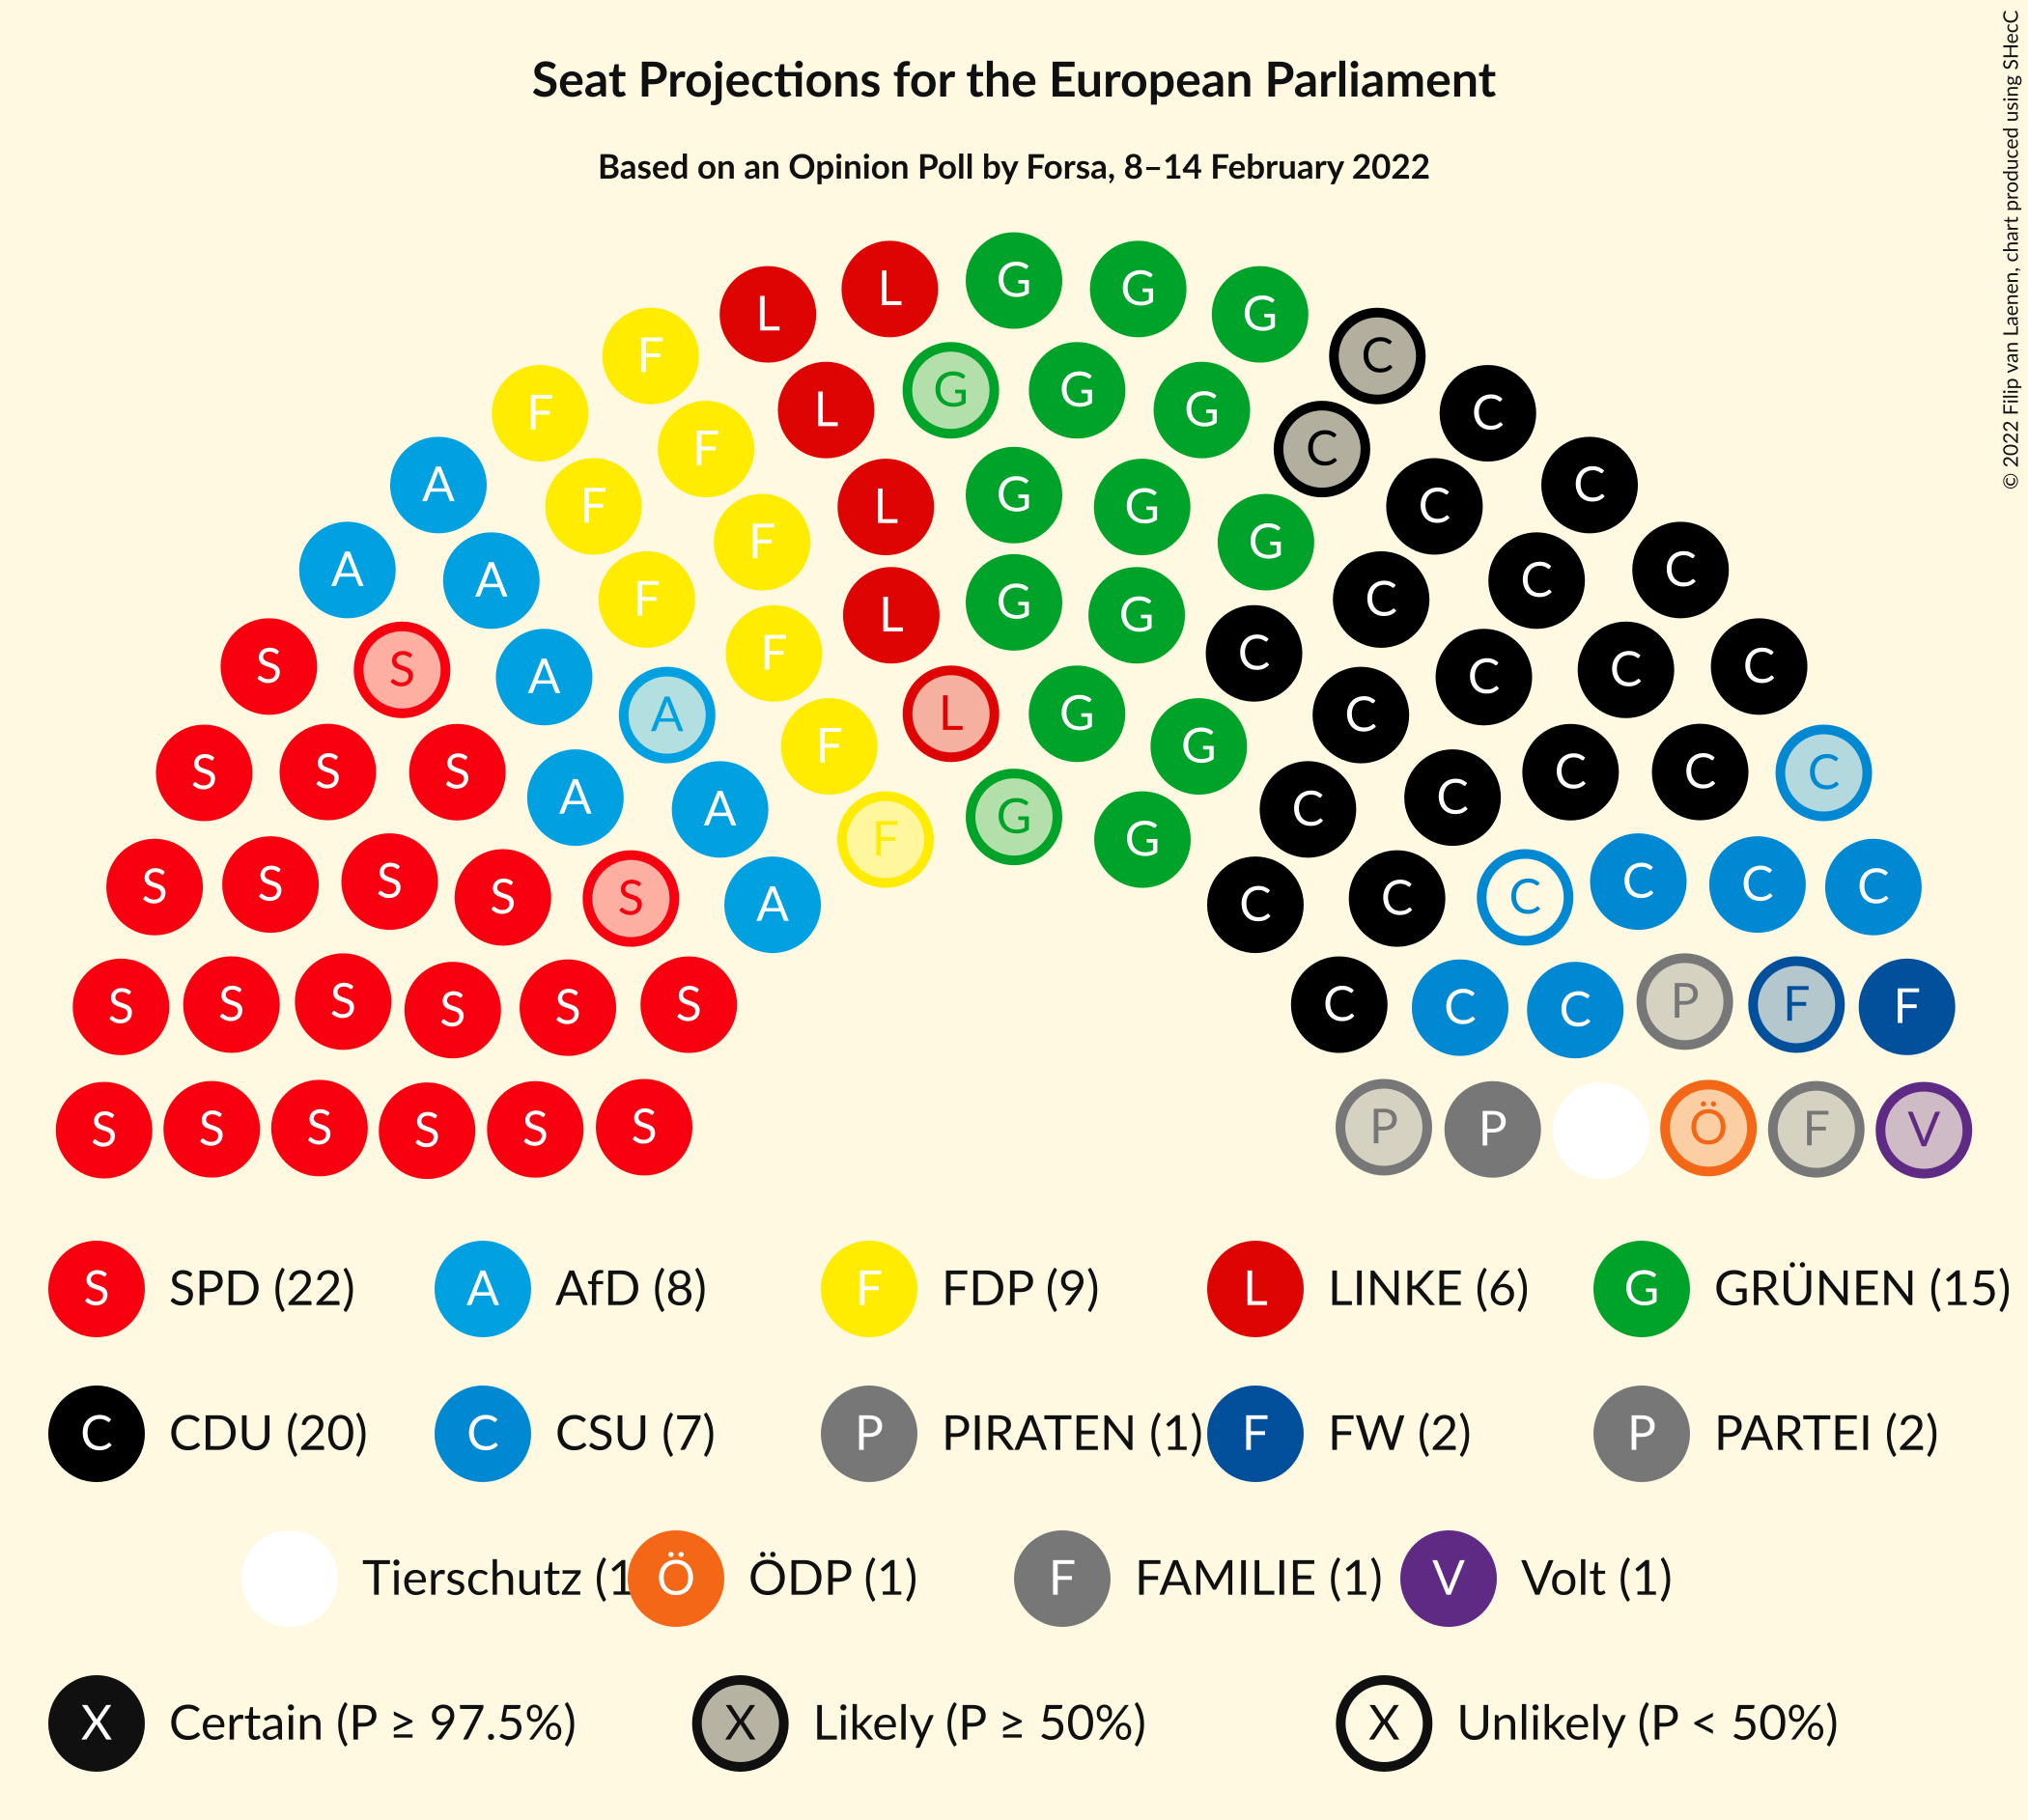 Seat Projections for the European Parliament
Based on an Opinion Poll by Forsa, 8–14 February 2022
© 2022 Filip van Laenen, chart produced using SHecC
G
L G
L G
F C
G G
F L G C
F C
A G C
F L G C
F G
A C
A C
F G C
L G
F C
S S C C
A C
A L G C
F G
S S S C C C
A A G C C
F G
S S S S S A C C C C C C
S S S S S S C C C P F F
S S S S S S P P Ö F V
S SPD (22) A AfD (8) F FDP (9) L LINKE (6) G GRÜNEN (15)
C CDU (20) C CSU (7) P PIRATEN (1) F FW (2) P PARTEI (2)
Tierschutz (1 Ö ÖDP (1) F FAMILIE (1) V Volt (1)
X Certain (P ≥ 97.5%) X Likely (P ≥ 50%) X Unlikely (P < 50%)